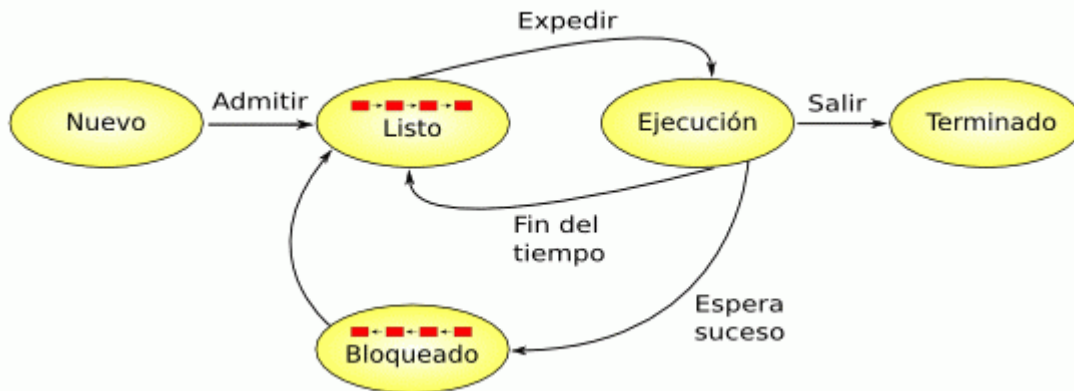 Expedir
Nuevo
Admitir
Listo
Ejecución
Salir
Terminado
Fin del
tiempo
Espera
suceso
Bloqueado